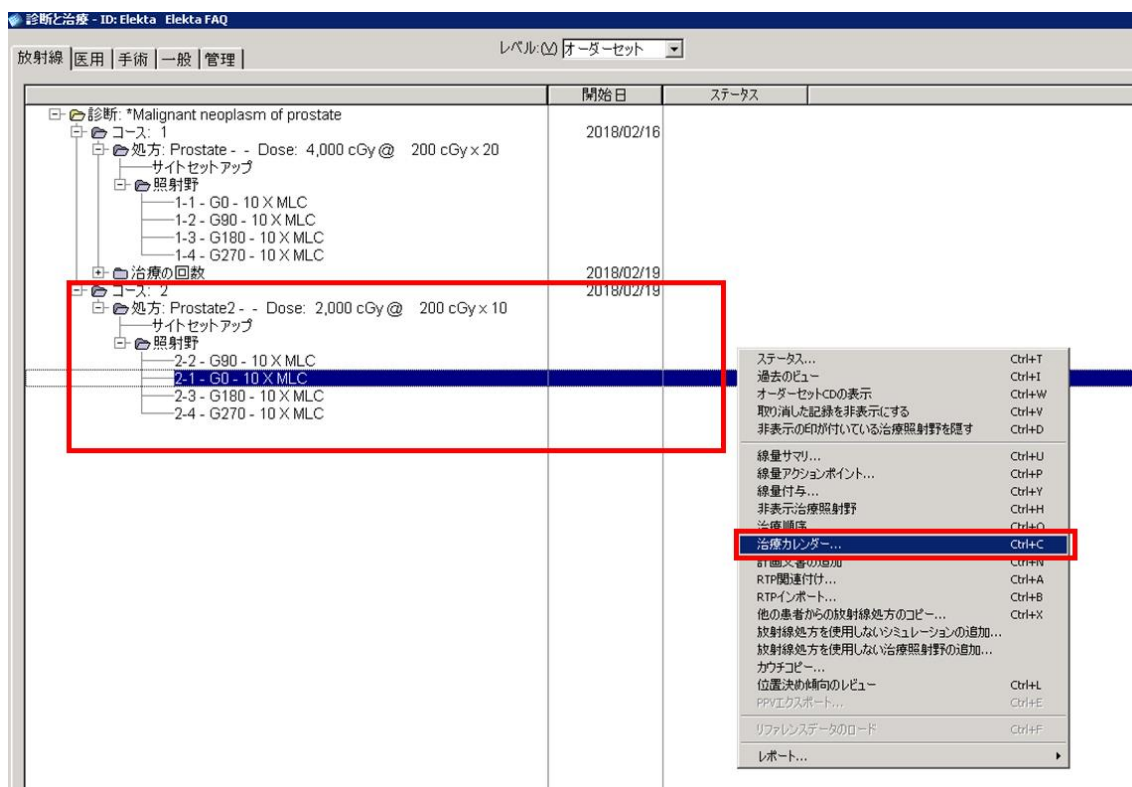 診断と治療 - ID: Elekta Elekta FAQ
放射線 医用 手術 一般 管理
レベル:(V) オーダーセット
開始日 ステータス
診断: *Malignant neoplasm of prostate
コース: 1 2018/02/16
処方: Prostate - - Dose: 4,000 cGy @ 200 cGy × 20
サイトセットアップ
照射野
1-1 - G0 - 10 X MLC
1-2 - G90 - 10 X MLC
1-3 - G180 - 10 X MLC
1-4 - G270 - 10 X MLC
治療の回数 2018/02/19
コース: 2 2018/02/19
処方: Prostate2 - - Dose: 2,000 cGy @ 200 cGy × 10
サイトセットアップ
照射野
2-2 - G90 - 10 X MLC
2-1 - G0 - 10 X MLC
2-3 - G180 - 10 X MLC
2-4 - G270 - 10 X MLC
ステータス... Ctrl+T
過去のビュー Ctrl+I
オーダーセットCDの表示 Ctrl+W
取り消した記録を非表示にする Ctrl+V
非表示の印が付いている治療照射野を隠す Ctrl+D
線量サマリ... Ctrl+U
線量アクションポイント... Ctrl+P
線量付与... Ctrl+Y
非表示治療照射野 Ctrl+H
治療順序 Ctrl+O
治療カレンダー... Ctrl+C
計画文書の追加 Ctrl+N
RTP関連付け... Ctrl+A
RTPインポート... Ctrl+B
他の患者からの放射線処方のコピー... Ctrl+X
放射線処方を使用しないシミュレーションの追加...
放射線処方を使用しない治療照射野の追加...
カウチコピー...
位置決め傾向のレビュー Ctrl+L
PPVエクスポート... Ctrl+E
リファレンスデータのロード Ctrl+F
レポート...